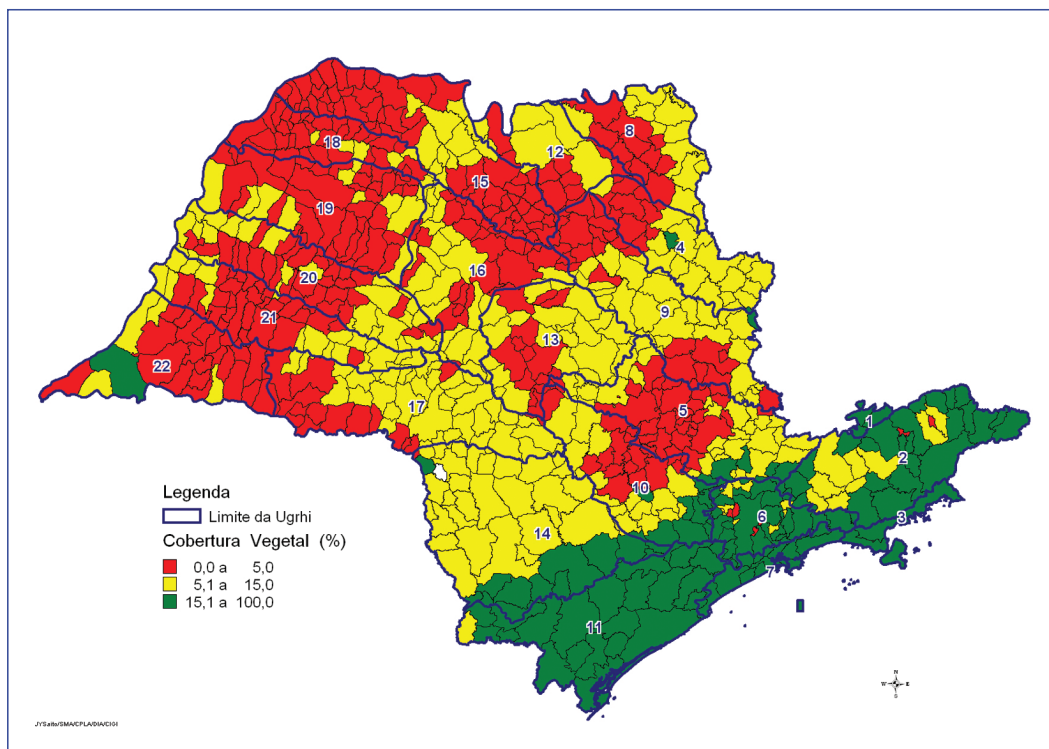 8
18
12
15
19
4
16
20
9
21
13
22
1
5
17
2
10
6
3
14
7
11
Legenda
Limite da Ugrhi
Cobertura Vegetal (%)
0,0 a 5,0
5,1 a 15,0
15,1 a 100,0
N
W E
S
JYSaito/SMA/CPLA/DIA/CIGI